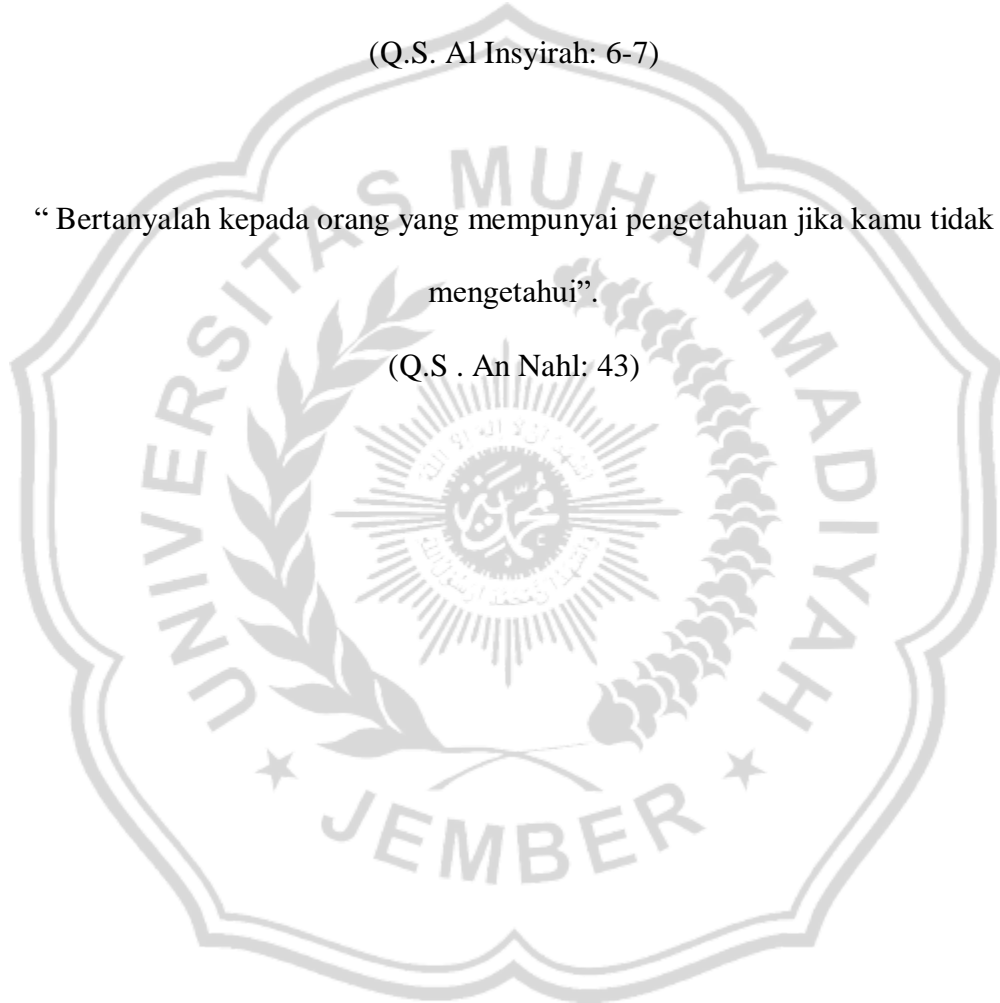 (Q.S. Al Insyirah: 6-7)
“ Bertanyalah kepada orang yang mempunyai pengetahuan jika kamu tidak
mengetahui”.
(Q.S . An Nahl: 43)
UNIVERSITAS MUHAMMADIYAH
JEMBER